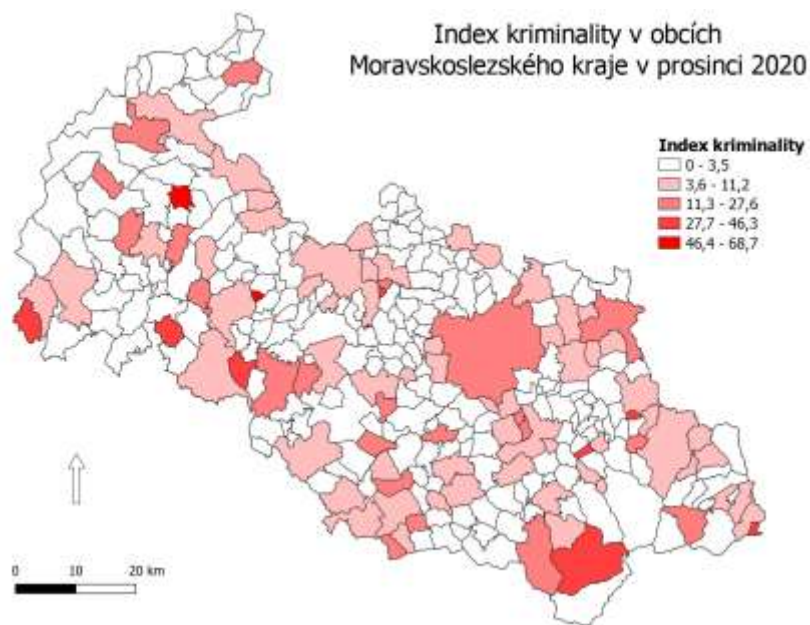 Index kriminality v obcích
Moravskoslezského kraje v prosinci 2020
Index kriminality
0 - 3,5
3,6 - 11,2
11,3 - 27,6
27,7 - 46,3
46,4 - 68,7
0 10 20 km